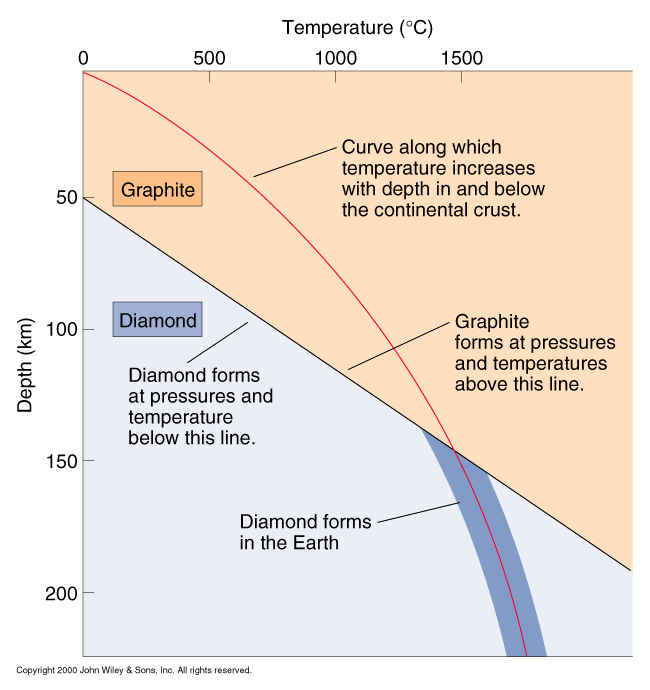 Temperature (°C)
0 500 1000 1500
Curve along which
temperature increases
with depth in and below
the continental crust.
Graphite
50
Diamond
100
Graphite
forms at pressures
and temperatures
above this line.
Diamond forms
at pressures and
temperature
below this line.
Depth (km)
150
Diamond forms
in the Earth
200
Copyright 2000 John Wiley & Sons, Inc. All rights reserved.